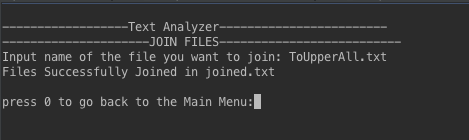 ------------------Text Analyzer------------------------
---------------------JOIN FILES--------------------------
Input name of the file you want to join: ToUpperAll.txt
Files Successfully Joined in joined.txt
press 0 to go back to the Main Menu: